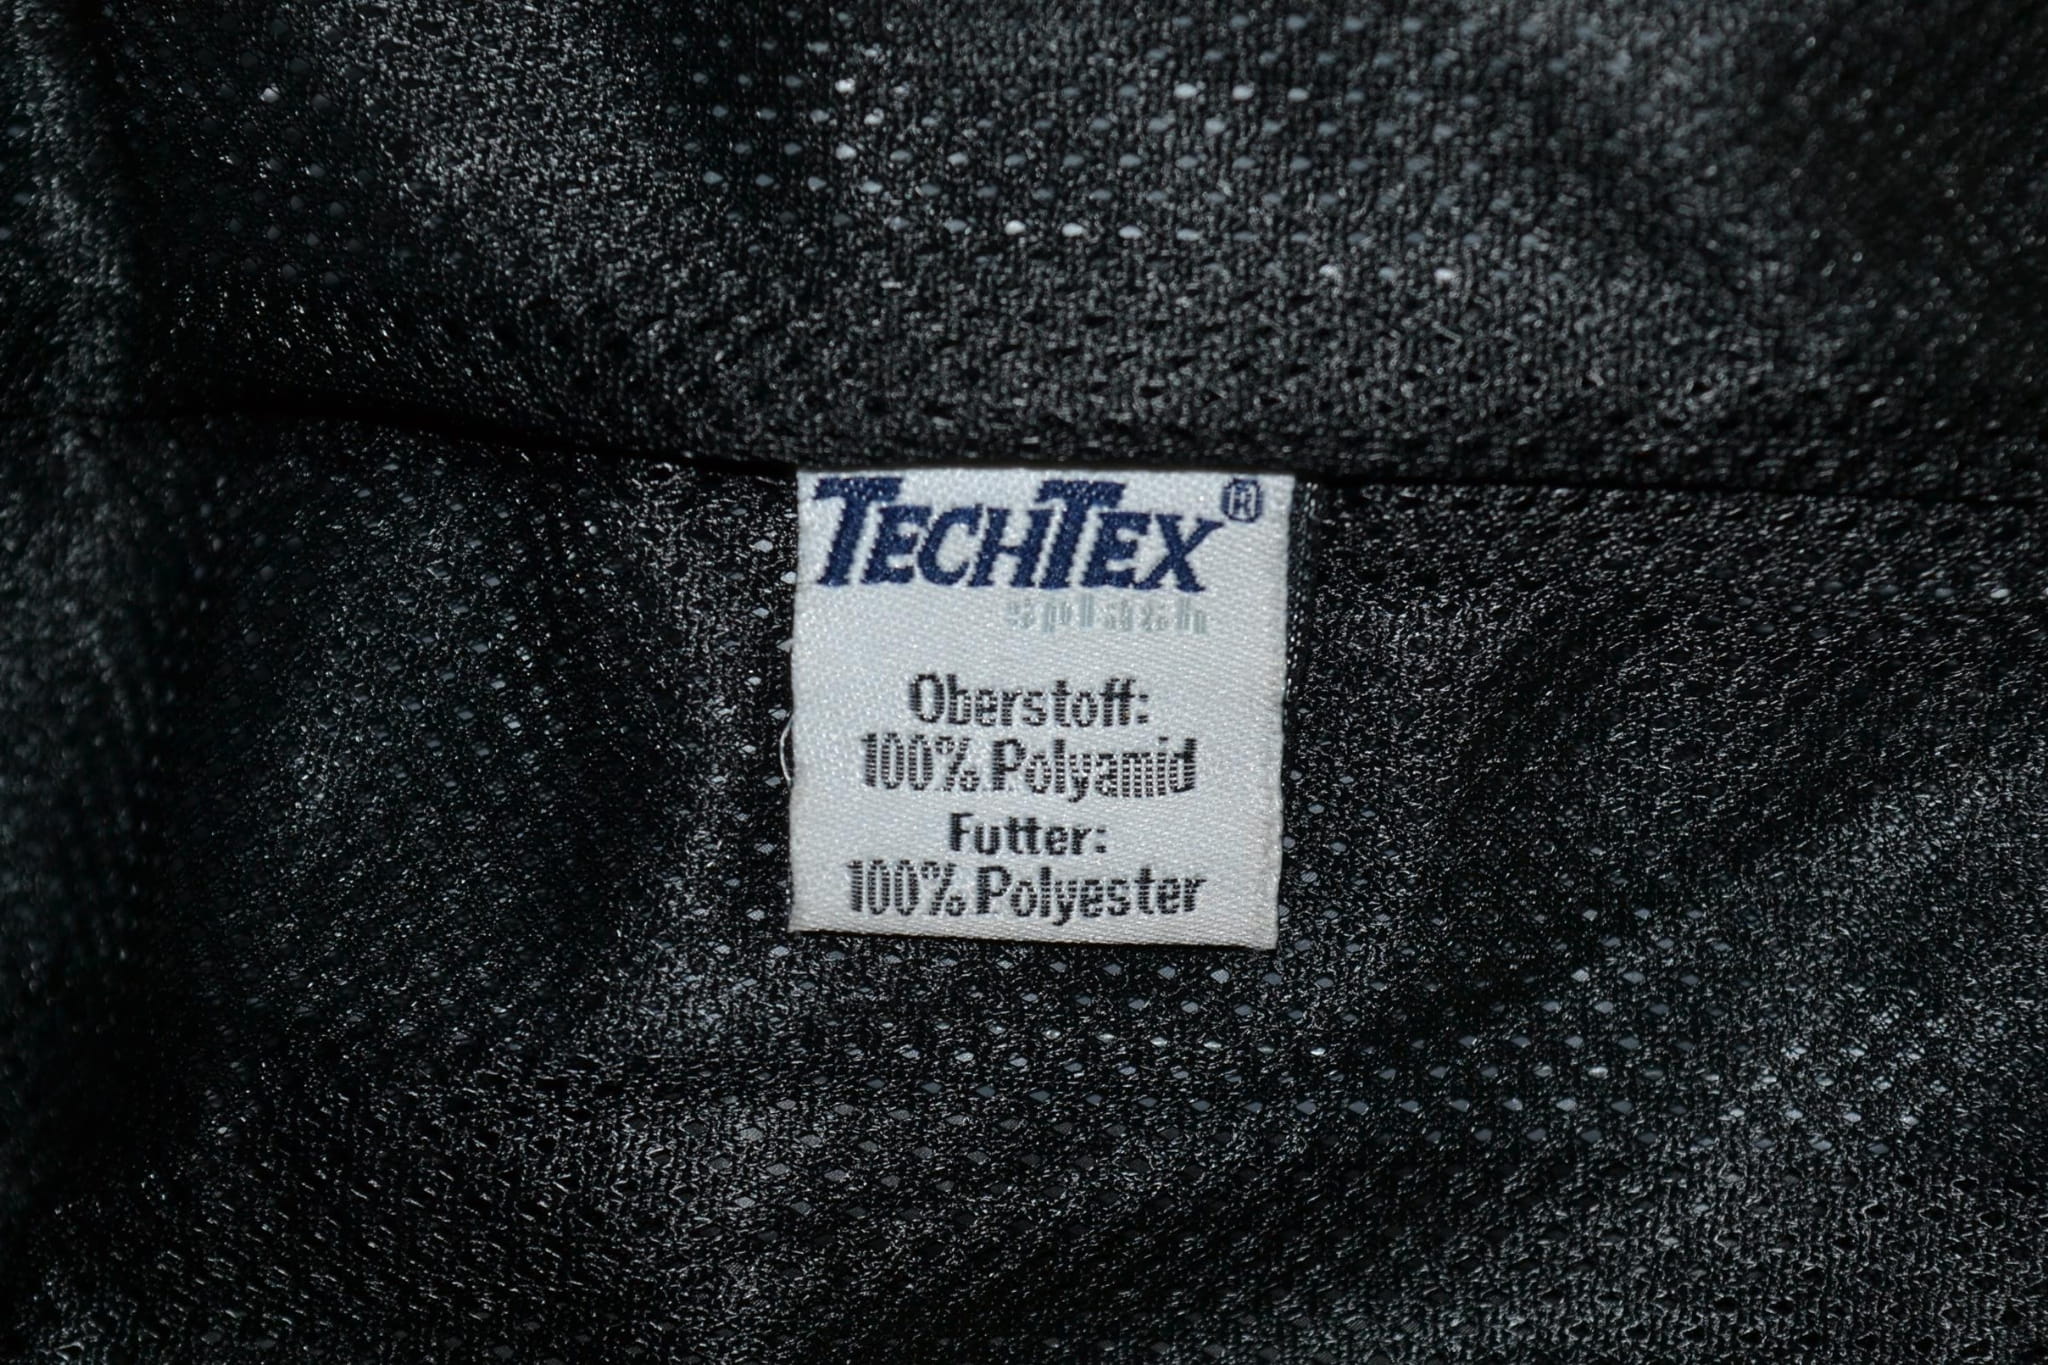 TECHTEX®
Oberstoff:
100% Polyamid
Futter:
100% Polyester